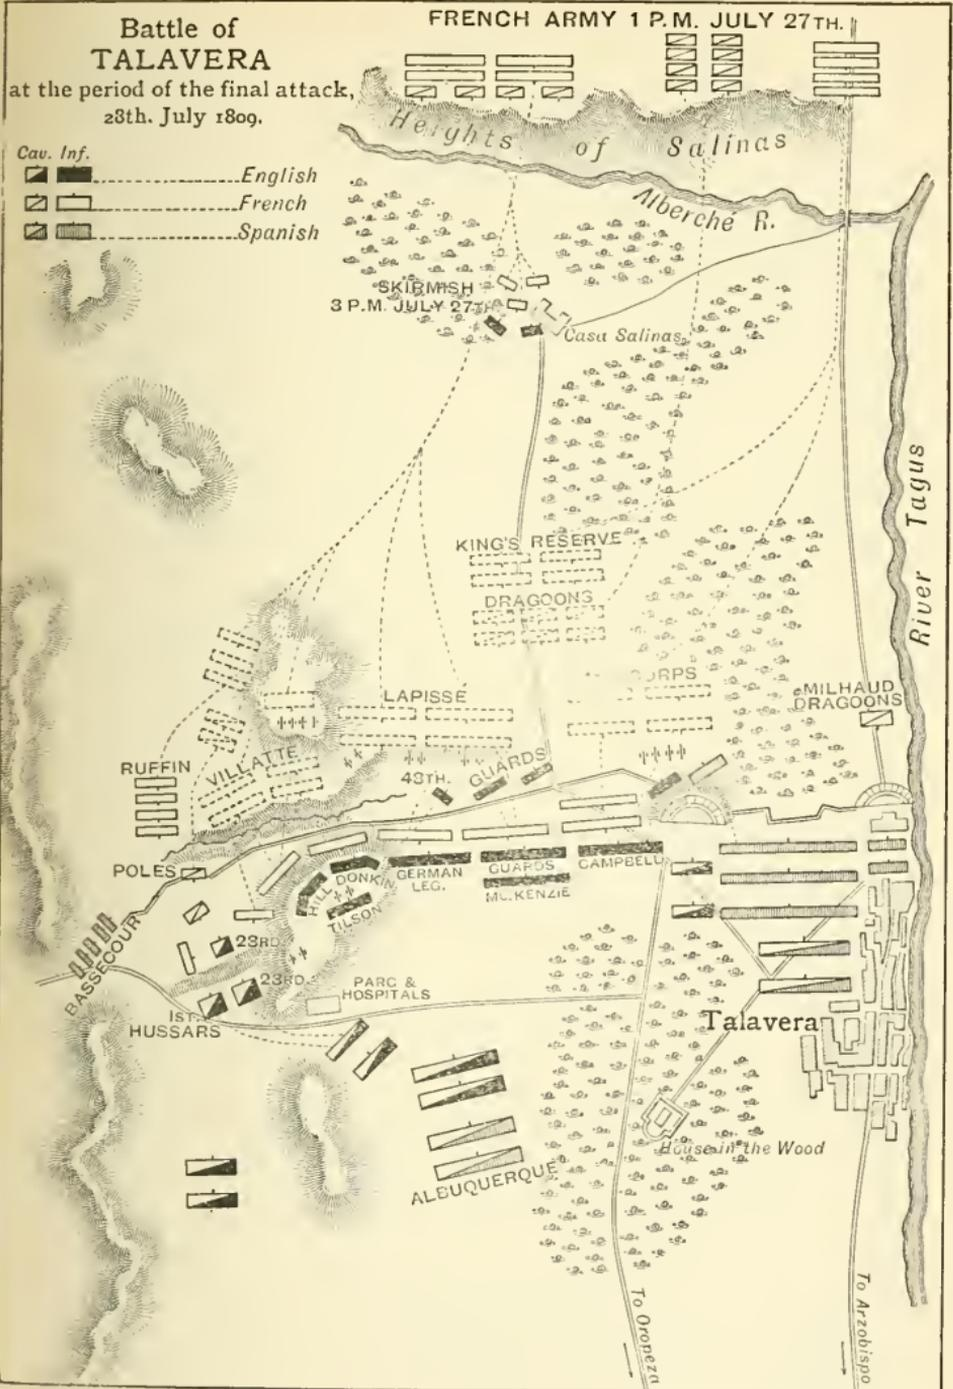 FRENCH ARMY 1 P.M. JULY 27TH.
Battle of
TALAVERA
at the period of the final attack,
28th. July 1809.
Cav. Inf.
English
French
Spanish
Heights of Salinas
Alberché R.
SKIRMISH
3 P.M. JULY 27TH
Casa Salinas
River Tagus
KING'S RESERVE
DRAGOONS
CORPS
LAPISSE
MILHAUD
DRAGOONS
RUFFIN
VILLATTE
48TH.
GUARDS
POLES
HILL
DONKIN
TILSON
GERMAN
LEG.
GUARDS
McKENZIE
CAMPBELL
BASSECOUR
23RD
23RD
1ST
HUSSARS
PARC &
HOSPITALS
Talavera
House in the Wood
ALBUQUERQUE
To Oropeza
To Arzobispo